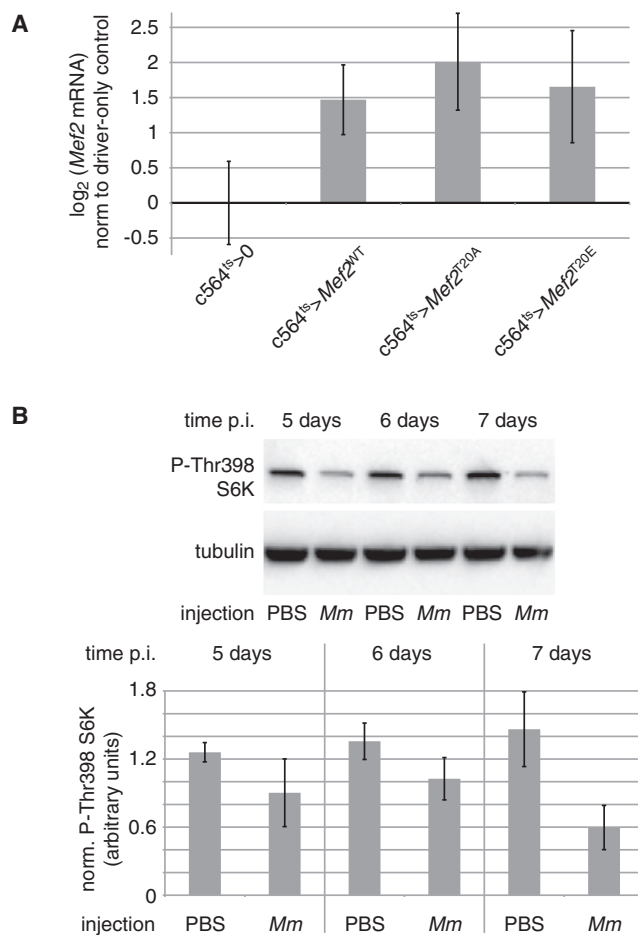 A
log₂ (Mef2 mRNA)
norm to driver-only control
2.5
2
1.5
1
0.5
0
-0.5
c564ᵗˢ>0
c564ᵗˢ>Mef2ᵂᵀ
c564ᵗˢ>Mef2ᵀ²⁰ᴬ
c564ᵗˢ>Mef2ᵀ²⁰ᴱ
B
time p.i. 5 days 6 days 7 days
P-Thr398
S6K
tubulin
injection PBS Mm PBS Mm PBS Mm
time p.i. 5 days 6 days 7 days
norm. P-Thr398 S6K
(arbitrary units)
1.8
1.2
0.6
0
injection PBS Mm PBS Mm PBS Mm